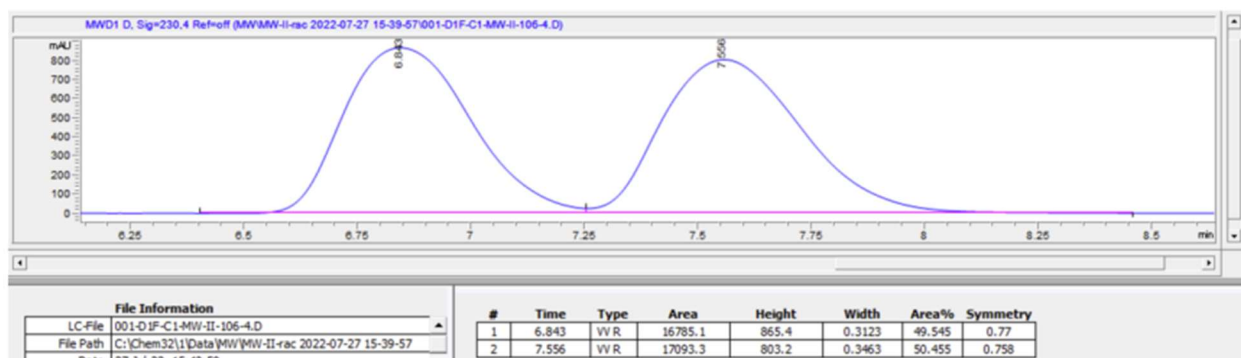 MWD1 D, Sig=230,4 Ref=off (MW\MW-II-rac 2022-07-27 15-39-57\001-D1F-C1-MW-II-106-4.D)
mAU
800
700
600
500
400
300
200
100
0
6.843
7.556
6.25 6.5 6.75 7 7.25 7.5 7.75 8 8.25 8.5 min
File Information
LC-File 001-D1F-C1-MW-II-106-4.D
File Path C:\Chem32\1\Data\MW\MW-II-rac 2022-07-27 15-39-57
# Time Type Area Height Width Area% Symmetry
1 6.843 VV R 16785.1 865.4 0.3123 49.545 0.77
2 7.556 VV R 17093.3 803.2 0.3463 50.455 0.758